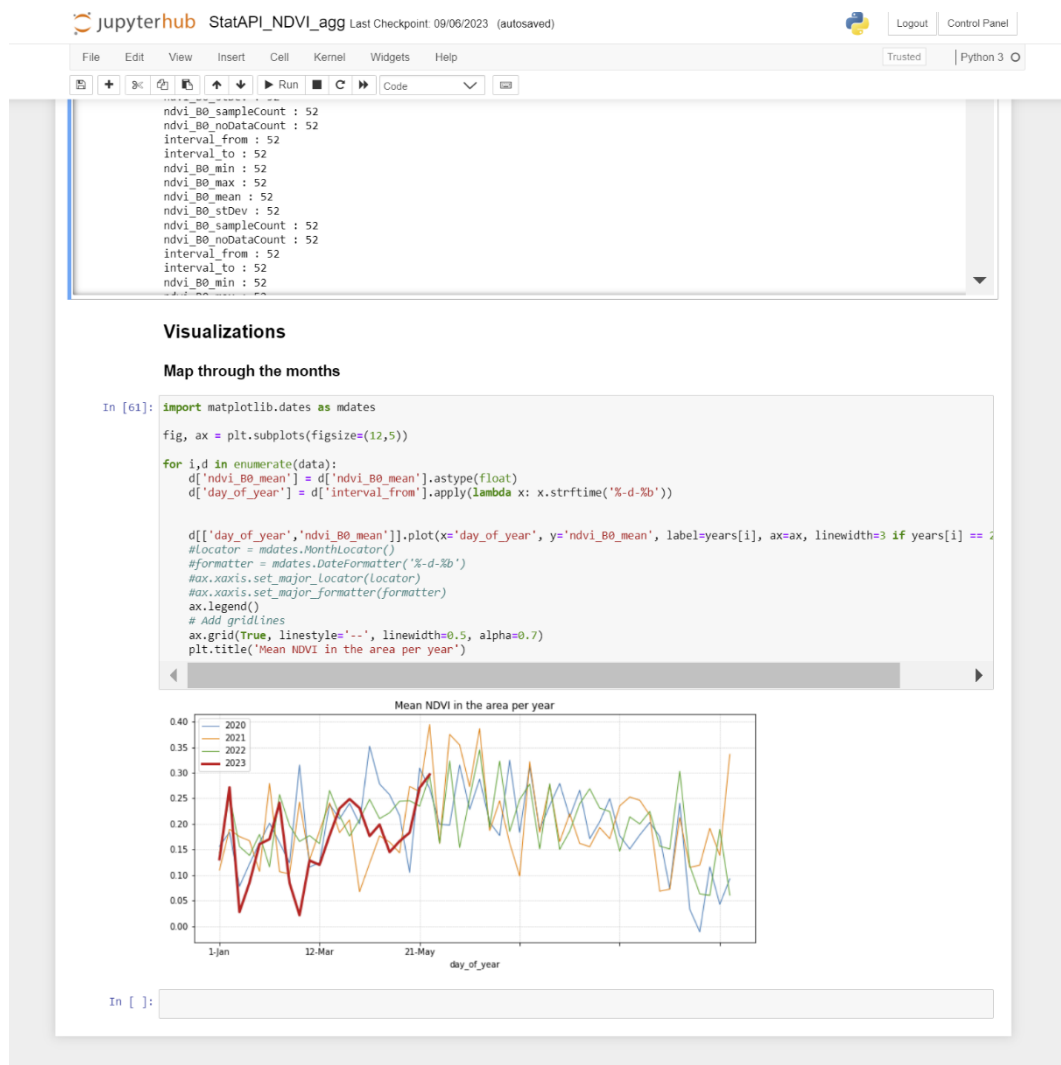 jupyterhub StatAPI_NDVI_agg Last Checkpoint: 09/06/2023 (autosaved) Logout Control Panel
File Edit View Insert Cell Kernel Widgets Help Trusted Python 3
Run Code
ndvi_B0_sampleCount : 52
ndvi_B0_noDataCount : 52
interval_from : 52
interval_to : 52
ndvi_B0_min : 52
ndvi_B0_max : 52
ndvi_B0_mean : 52
ndvi_B0_stDev : 52
ndvi_B0_sampleCount : 52
ndvi_B0_noDataCount : 52
interval_from : 52
interval_to : 52
ndvi_B0_min : 52
Visualizations
Map through the months
In [61]: import matplotlib.dates as mdates
fig, ax = plt.subplots(figsize=(12,5))
for i,d in enumerate(data):
d['ndvi_B0_mean'] = d['ndvi_B0_mean'].astype(float)
d['day_of_year'] = d['interval_from'].apply(lambda x: x.strftime('%-d-%b'))
d[['day_of_year','ndvi_B0_mean']].plot(x='day_of_year', y='ndvi_B0_mean', label=years[i], ax=ax, linewidth=3 if years[i] == 2
#locator = mdates.MonthLocator()
#formatter = mdates.DateFormatter('%-d-%b')
#ax.xaxis.set_major_locator(locator)
#ax.xaxis.set_major_formatter(formatter)
ax.legend()
# Add gridlines
ax.grid(True, linestyle='--', linewidth=0.5, alpha=0.7)
plt.title('Mean NDVI in the area per year')
Mean NDVI in the area per year
0.40
0.35
0.30
0.25
0.20
0.15
0.10
0.05
0.00
2020
2021
2022
2023
1-Jan 12-Mar 21-May
day_of_year
In [ ]: